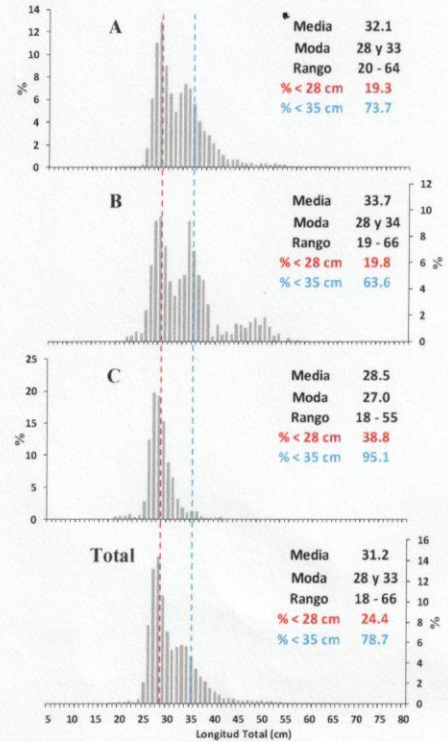 14
12
10
8
6
4
2
0
%
A
Media 32.1
Moda 28 y 33
Rango 20 - 64
% < 28 cm 19.3
% < 35 cm 73.7
B
Media 33.7
Moda 28 y 34
Rango 19 - 66
% < 28 cm 19.8
% < 35 cm 63.6
12
10
8
6
4
2
0
%
25
20
15
10
5
0
%
C
Media 28.5
Moda 27.0
Rango 18 - 55
% < 28 cm 38.8
% < 35 cm 95.1
Total
Media 31.2
Moda 28 y 33
Rango 18 - 66
% < 28 cm 24.4
% < 35 cm 78.7
16
14
12
10
8
6
4
2
0
%
5 10 15 20 25 30 35 40 45 50 55 60 65 70 75 80
Longitud Total (cm)